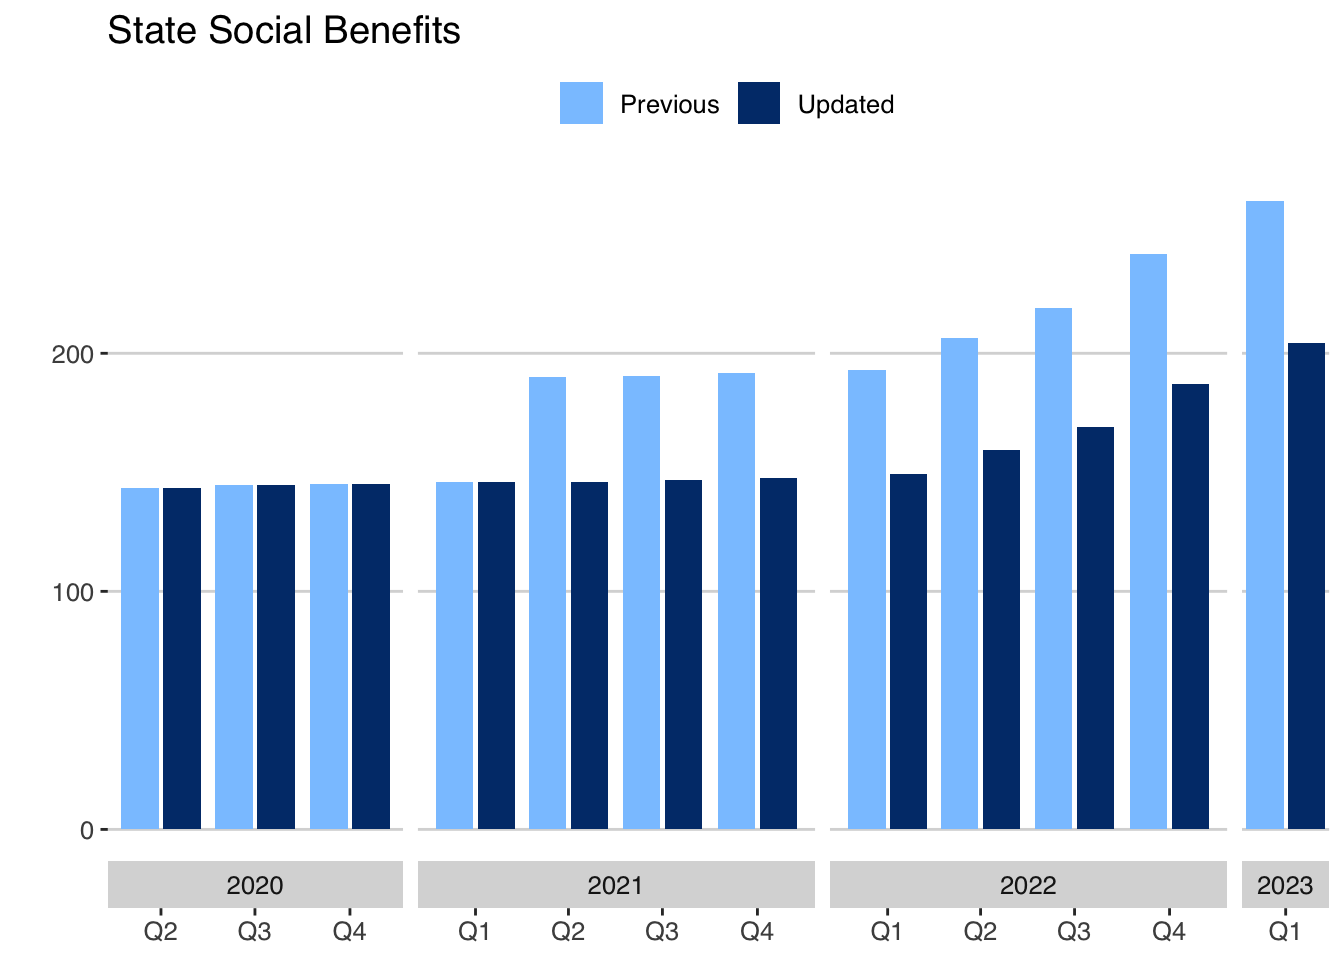 State Social Benefits
Previous Updated
200
100
0
2020 2021 2022 2023
Q2 Q3 Q4 Q1 Q2 Q3 Q4 Q1 Q2 Q3 Q4 Q1